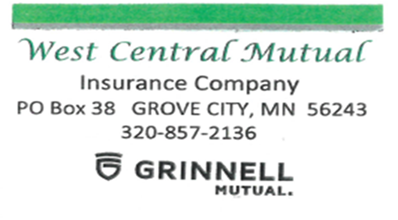 West Central Mutual
Insurance Company
PO Box 38 GROVE CITY, MN 56243
320-857-2136
GRINNELL
MUTUAL.